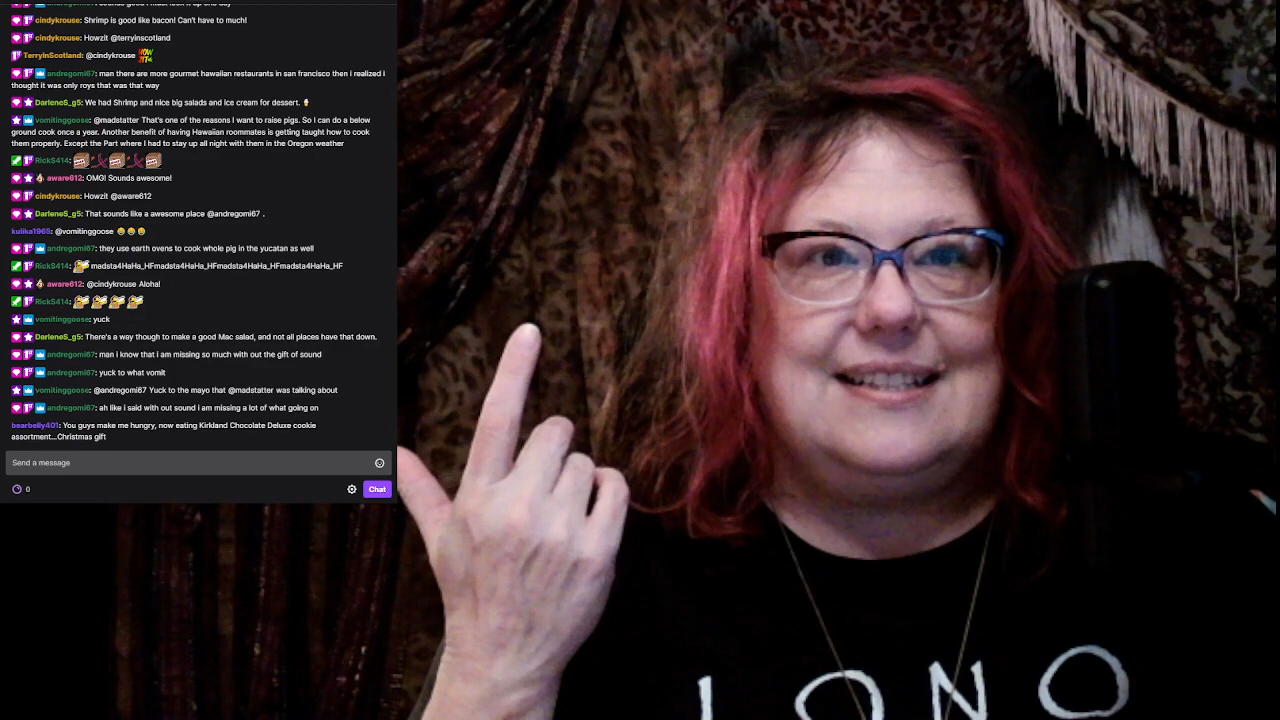 cindykrouse: Shrimp is good like bacon! Can't have to much!
cindykrouse: Howzit @terryinscotland
TerryInScotland: @cindykrouse
andregomi67: man there are more gourmet hawaiian restaurants in san francisco then i realized i
thought it was only roys that was that way
DarleneS_g5: We had Shrimp and nice big salads and Ice cream for dessert.
vomitinggoose: @madstatter That's one of the reasons I want to raise pigs. So I can do a below
ground cook once a year. Another benefit of having Hawaiian roommates is getting taught how to cook
them properly. Except the Part where I had to stay up all night with them in the Oregon weather
RickS414:
aware612: OMG! Sounds awesome!
cindykrouse: Howzit @aware612
DarleneS_g5: That sounds like a awesome place @andregomi67 .
kulika1965: @vomitinggoose
andregomi67: they use earth ovens to cook whole pig in the yucatan as well
RickS414: madsta4HaHa_HFmadsta4HaHa_HFmadsta4HaHa_HFmadsta4HaHa_HF
aware612: @cindykrouse Aloha!
RickS414:
vomitinggoose: yuck
DarleneS_g5: There's a way though to make a good Mac salad, and not all places have that down.
andregomi67: man i know that i am missing so much with out the gift of sound
andregomi67: yuck to what vomit
vomitinggoose: @andregomi67 Yuck to the mayo that @madstatter was talking about
andregomi67: ah like i said with out sound i am missing a lot of what going on
bearbelly401: You guys make me hungry, now eating Kirkland Chocolate Deluxe cookie
assortment...Christmas gift
Send a message
0
Chat